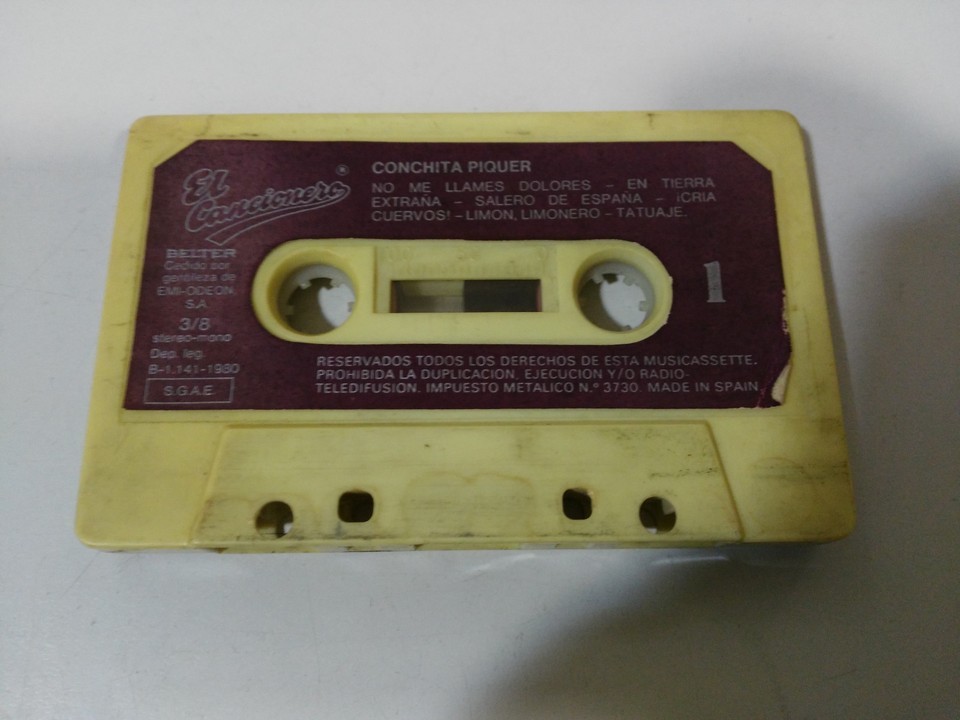 El
Cancionero
®
BELTER
Cedido por
gentileza de
EMI-ODEON,
S.A.
3/8
stereo-mono
Dep. leg.
B-1.141-1980
S.G.A.E.
CONCHITA PIQUER
NO ME LLAMES DOLORES - EN TIERRA
EXTRAÑA - SALERO DE ESPAÑA - ¡CRIA
CUERVOS! - LIMON, LIMONERO - TATUAJE.
1
RESERVADOS TODOS LOS DERECHOS DE ESTA MUSICASSETTE.
PROHIBIDA LA DUPLICACION, EJECUCION Y/O RADIO-
TELEDIFUSION. IMPUESTO METALICO N.º 3730. MADE IN SPAIN